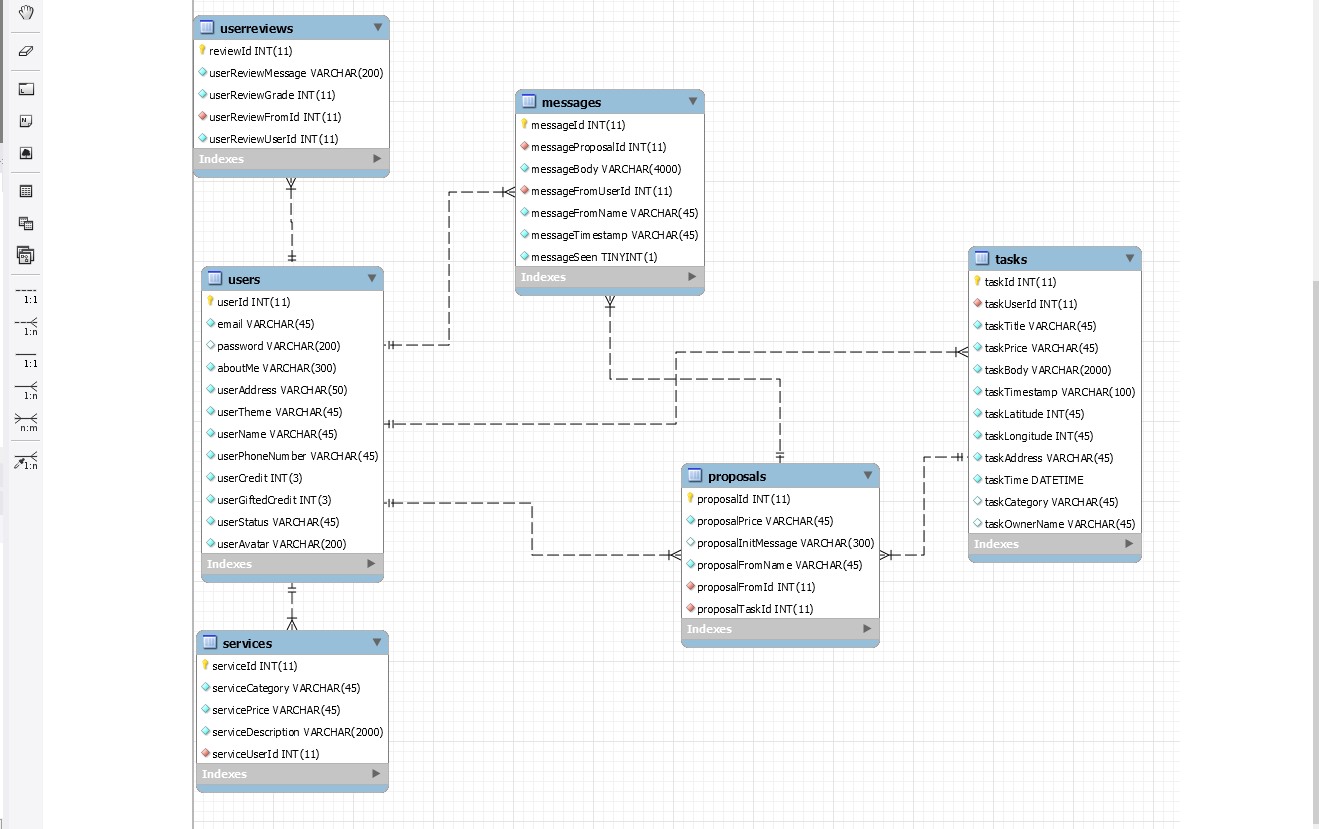 userreviews
reviewId INT(11)
userReviewMessage VARCHAR(200)
userReviewGrade INT(11)
userReviewFromId INT(11)
userReviewUserId INT(11)
Indexes
messages
messageId INT(11)
messageProposalId INT(11)
messageBody VARCHAR(4000)
messageFromUserId INT(11)
messageFromName VARCHAR(45)
messageTimestamp VARCHAR(45)
messageSeen TINYINT(1)
Indexes
users
userId INT(11)
email VARCHAR(45)
password VARCHAR(200)
aboutMe VARCHAR(300)
userAddress VARCHAR(50)
userTheme VARCHAR(45)
userName VARCHAR(45)
userPhoneNumber VARCHAR(45)
userCredit INT(3)
userGiftedCredit INT(3)
userStatus VARCHAR(45)
userAvatar VARCHAR(200)
Indexes
tasks
taskId INT(11)
taskUserId INT(11)
taskTitle VARCHAR(45)
taskPrice VARCHAR(45)
taskBody VARCHAR(2000)
taskTimestamp VARCHAR(100)
taskLatitude INT(45)
taskLongitude INT(45)
taskAddress VARCHAR(45)
taskTime DATETIME
taskCategory VARCHAR(45)
taskOwnerName VARCHAR(45)
Indexes
proposals
proposalId INT(11)
proposalPrice VARCHAR(45)
proposalInitMessage VARCHAR(300)
proposalFromName VARCHAR(45)
proposalFromId INT(11)
proposalTaskId INT(11)
Indexes
services
serviceId INT(11)
serviceCategory VARCHAR(45)
servicePrice VARCHAR(45)
serviceDescription VARCHAR(2000)
serviceUserId INT(11)
Indexes
1:1
1:n
1:1
1:n
n:m
1:n